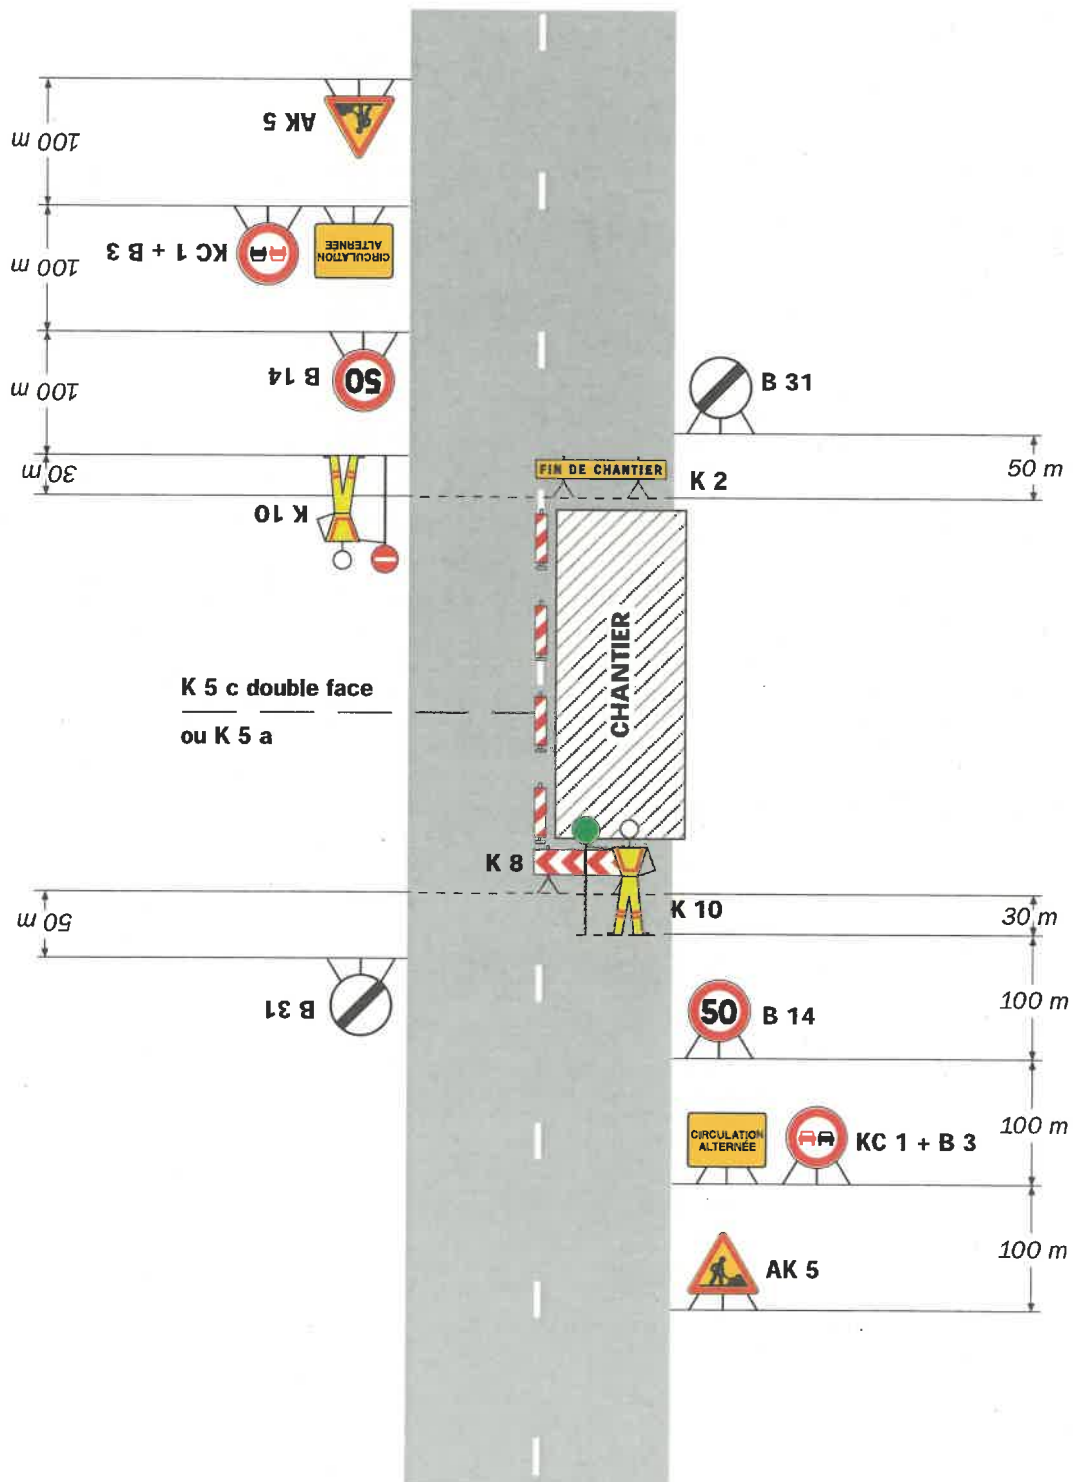 AK 5
100 m
KC 1 + B 3
CIRCULATION
ALTERNÉE
100 m
B 14
50
100 m
B 31
30 m
K 10
FIN DE CHANTIER
K 2
50 m
CHANTIER
K 5 c double face
ou K 5 a
K 8
K 10
30 m
50 m
B 31
50
B 14
100 m
CIRCULATION
ALTERNÉE
KC 1 + B 3
100 m
AK 5
100 m